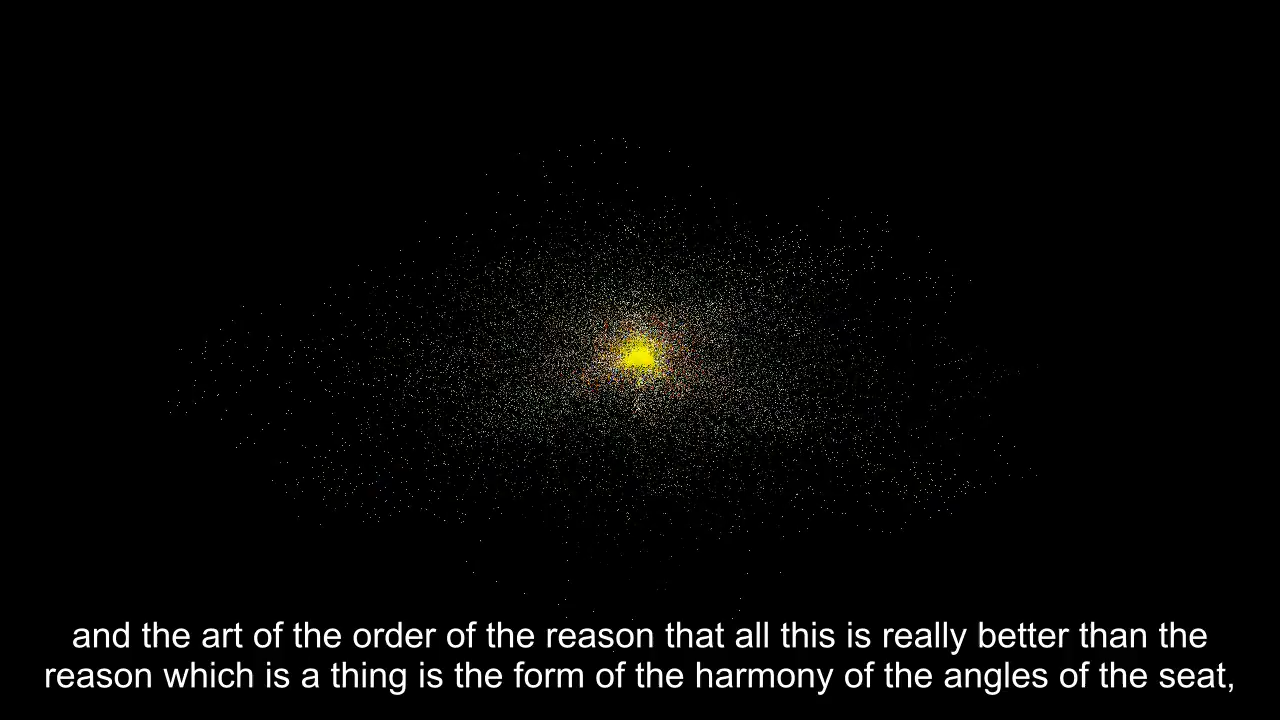 and the art of the order of the reason that all this is really better than the
reason which is a thing is the form of the harmony of the angles of the seat,